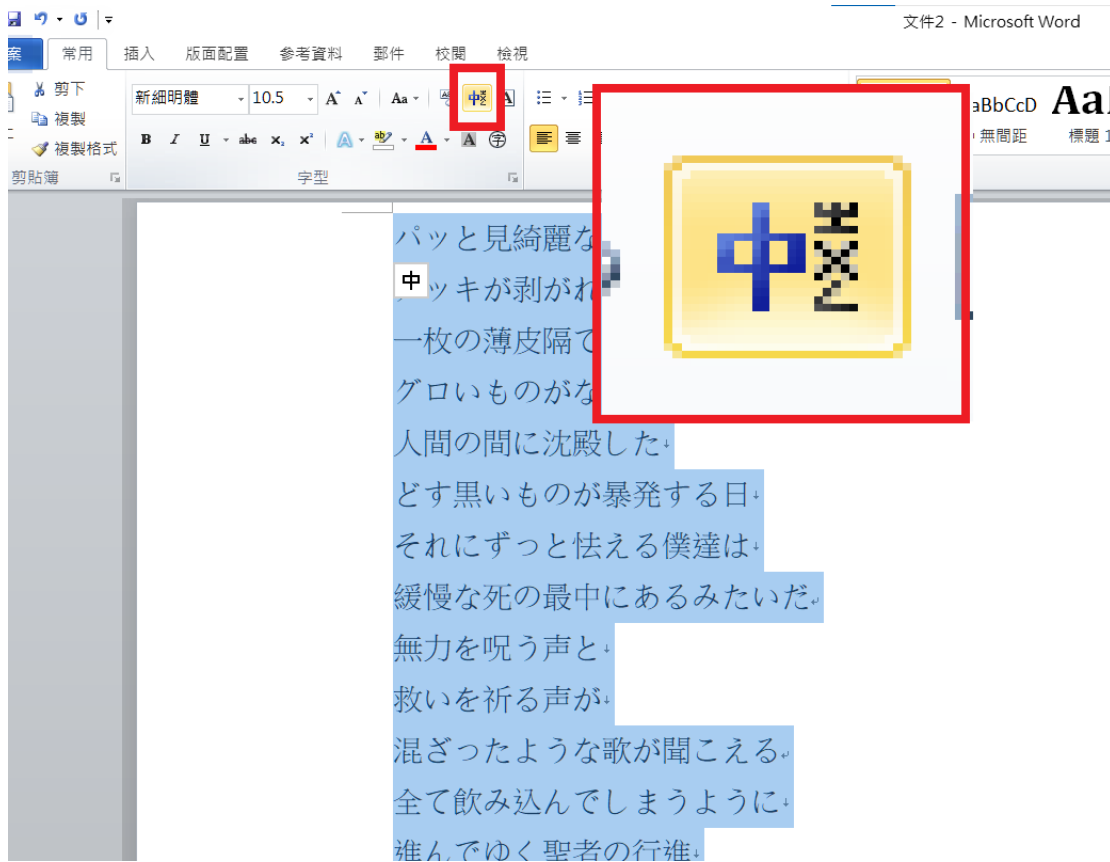 文件2 - Microsoft Word
案 常用 插入 版面配置 參考資料 郵件 校閱 檢視
剪下
複製
複製格式
剪貼簿
新細明體 10.5 A A Aa 中 A
B I U abc x₂ x² A ab A A 字
字型
aBbCcD AaI
無間距 標題 1
中
パッと見綺麗な
ッキが剥がれ
一枚の薄皮隔て
グロいものがな
人間の間に沈殿した
どす黒いものが暴発する日
それにずっと怯える僕達は
緩慢な死の最中にあるみたいだ
無力を呪う声と
救いを祈る声が
混ざったような歌が聞こえる
全て飲み込んでしまうように
進んでゆく聖者の行進
中